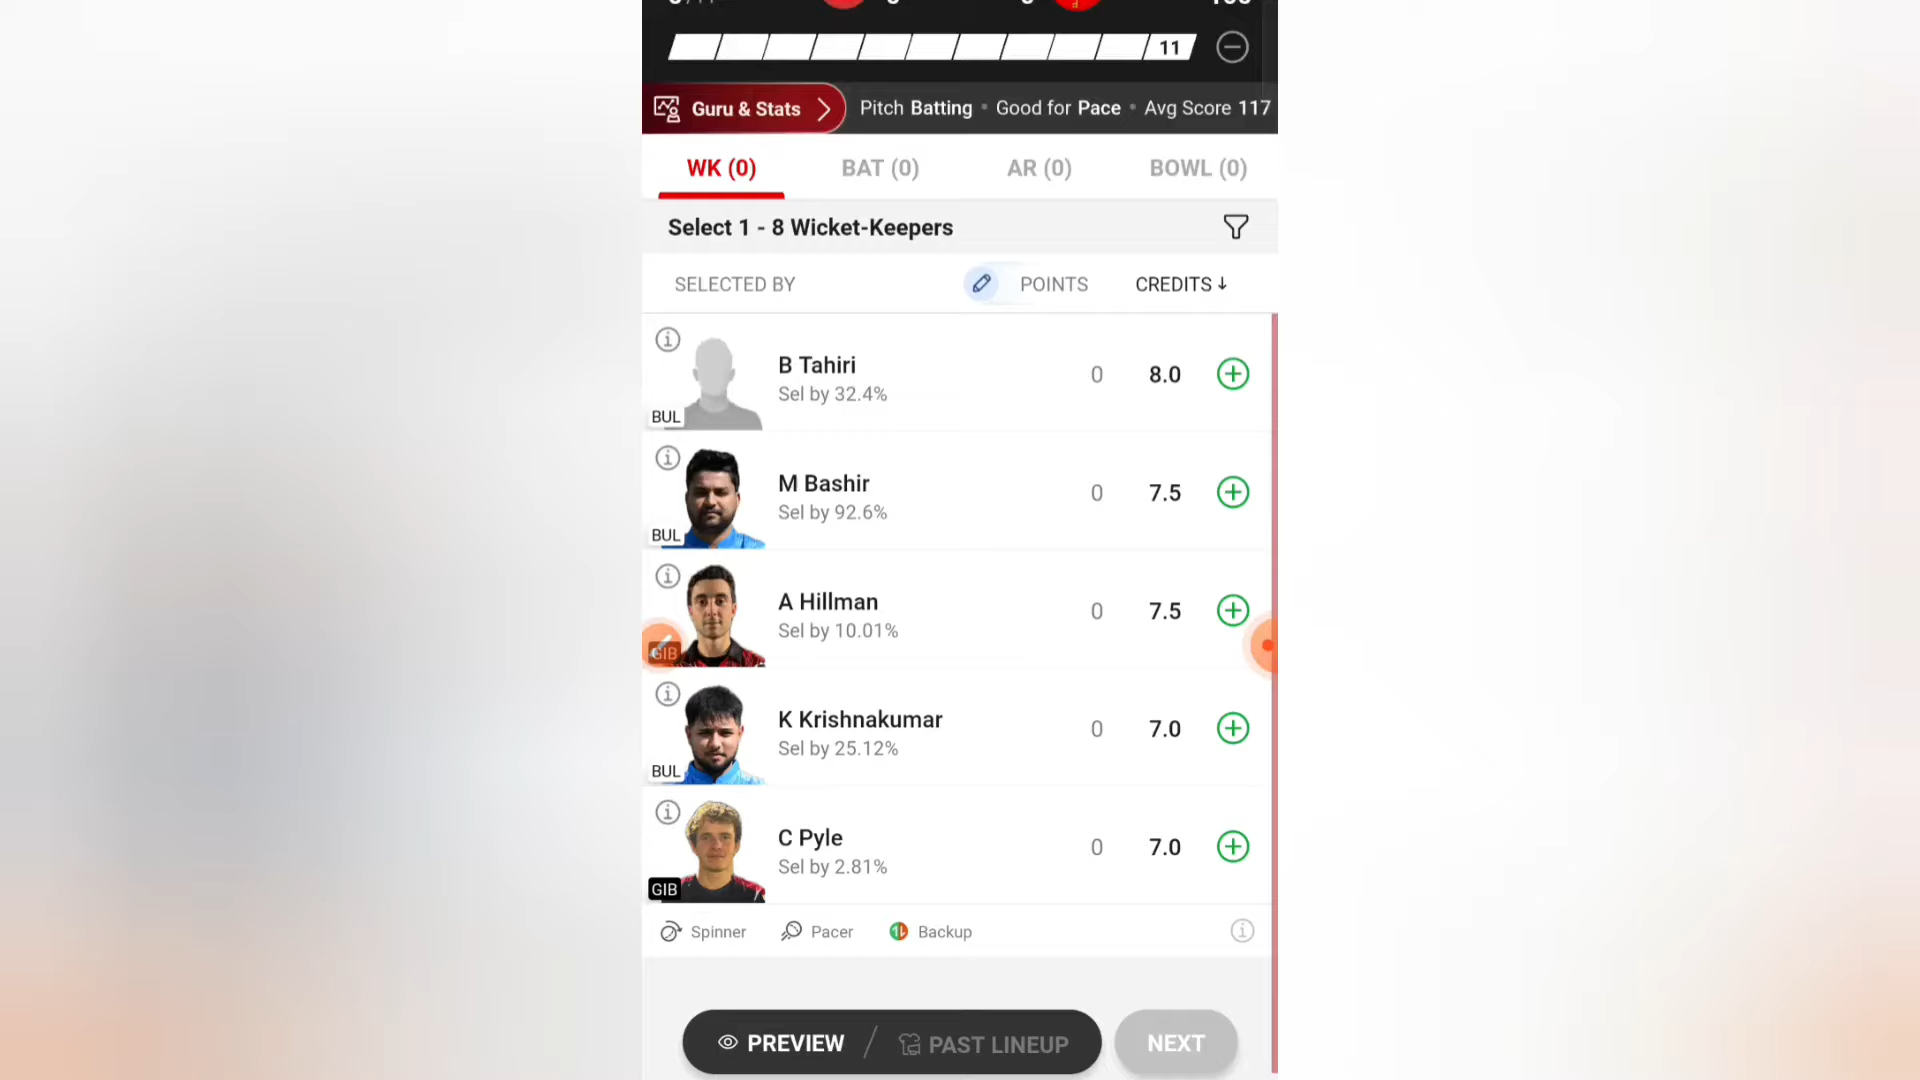 11
Guru & Stats Pitch Batting • Good for Pace • Avg Score 117
WK (0) BAT (0) AR (0) BOWL (0)
Select 1 - 8 Wicket-Keepers
SELECTED BY POINTS CREDITS ↓
B Tahiri 0 8.0
Sel by 32.4%
BUL
M Bashir 0 7.5
Sel by 92.6%
BUL
A Hillman 0 7.5
Sel by 10.01%
GIB
K Krishnakumar 0 7.0
Sel by 25.12%
BUL
C Pyle 0 7.0
Sel by 2.81%
GIB
Spinner Pacer Backup
PREVIEW / PAST LINEUP NEXT